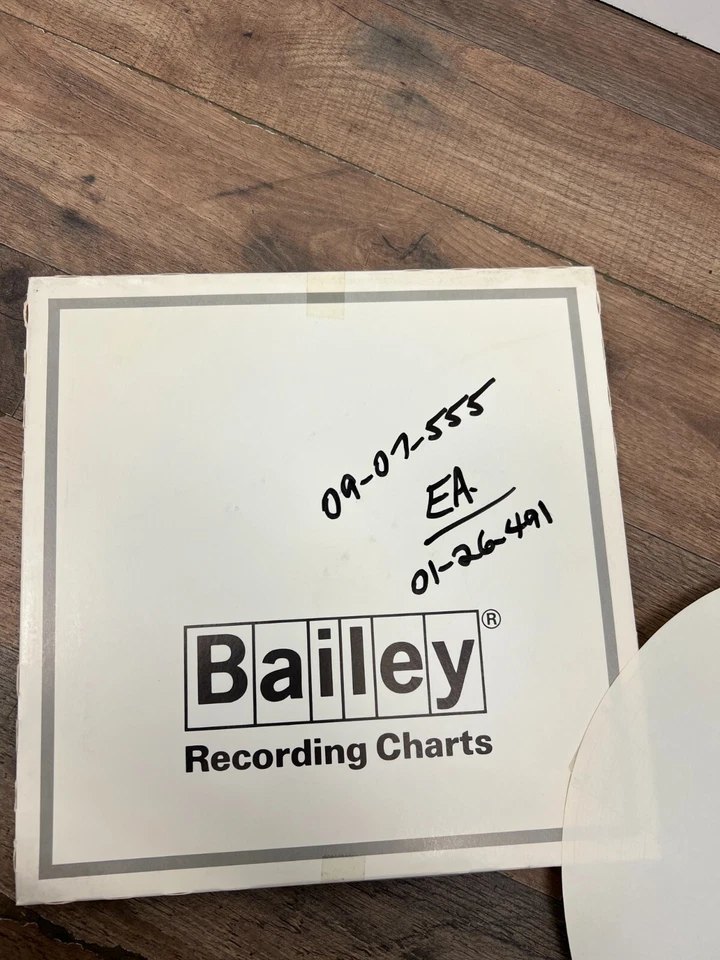 09-07-555
EA.
01-26-491
Bailey®
Recording Charts